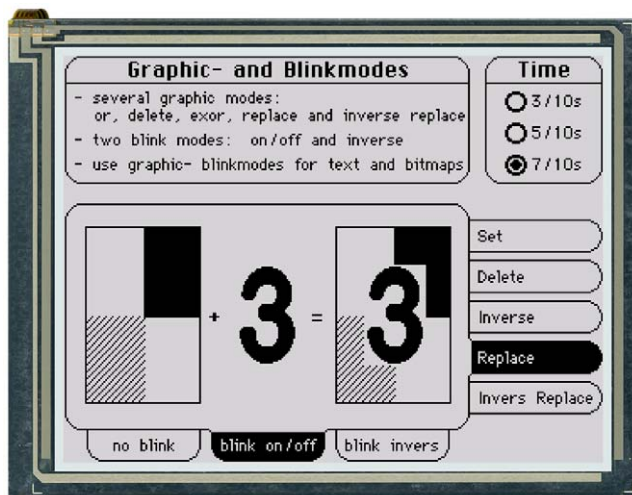 Graphic- and Blinkmodes
- several graphic modes:
or, delete, exor, replace and inverse replace
- two blink modes: on/off and inverse
- use graphic- blinkmodes for text and bitmaps
Time
3/10s
5/10s
7/10s
+ 3 = 3
Set
Delete
Inverse
Replace
Invers Replace
no blink
blink on/off
blink invers